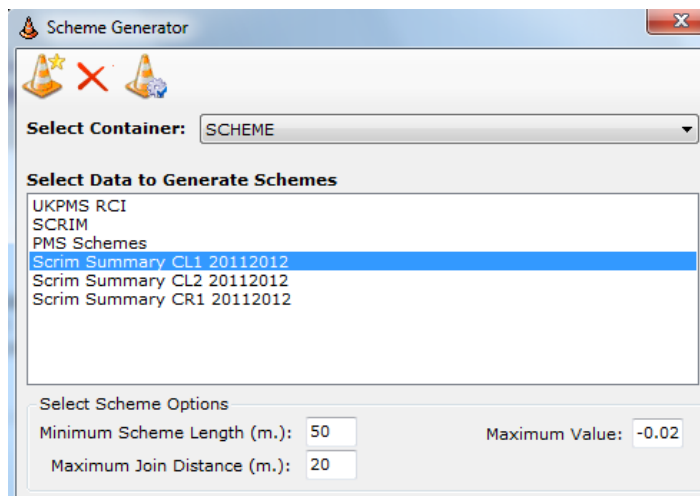 Scheme Generator
Select Container: SCHEME
Select Data to Generate Schemes
UKPMS RCI
SCRIM
PMS Schemes
Scrim Summary CL1 20112012
Scrim Summary CL2 20112012
Scrim Summary CR1 20112012
Select Scheme Options
Minimum Scheme Length (m.): 50 Maximum Value: -0.02
Maximum Join Distance (m.): 20